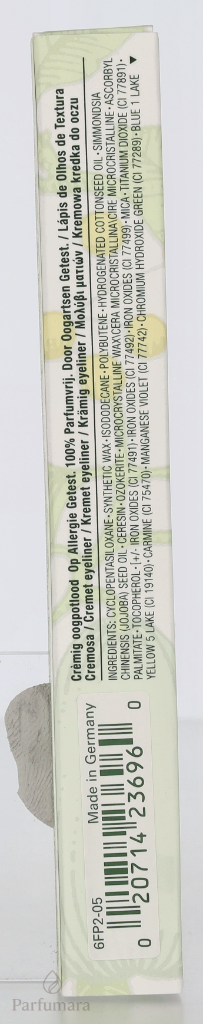 Crémig oogpotlood Op Allergie Getest. 100% Parfumvrij. Door Oogartsen Getest. / Lápis de Olhos de Textura
Cremosa / Cremet eyeliner / Kremet eyeliner / Krämig eyeliner / Μολύβι ματιών / Kremowa kredka do oczu
INGREDIENTS: CYCLOPENTASILOXANE • SYNTHETIC WAX • ISODODECANE • POLYBUTENE • HYDROGENATED COTTONSEED OIL • SIMMONDSIA
CHINENSIS (JOJOBA) SEED OIL • CERESIN • OZOKERITE • MICROCRYSTALLINE WAX\CERA MICROCRISTALLINA\CIRE MICROCRISTALLINE • ASCORBYL
PALMITATE • TOCOPHEROL • [+/- IRON OXIDES (CI 77491) • IRON OXIDES (CI 77492) • IRON OXIDES (CI 77499) • MICA • TITANIUM DIOXIDE (CI 77891) •
YELLOW 5 LAKE (CI 19140) • CARMINE (CI 75470) • MANGANESE VIOLET (CI 77742) • CHROMIUM HYDROXIDE GREEN (CI 77289) • BLUE 1 LAKE ▼
6FP2-05
Made in Germany
0 20714 23696 0
Parfumara